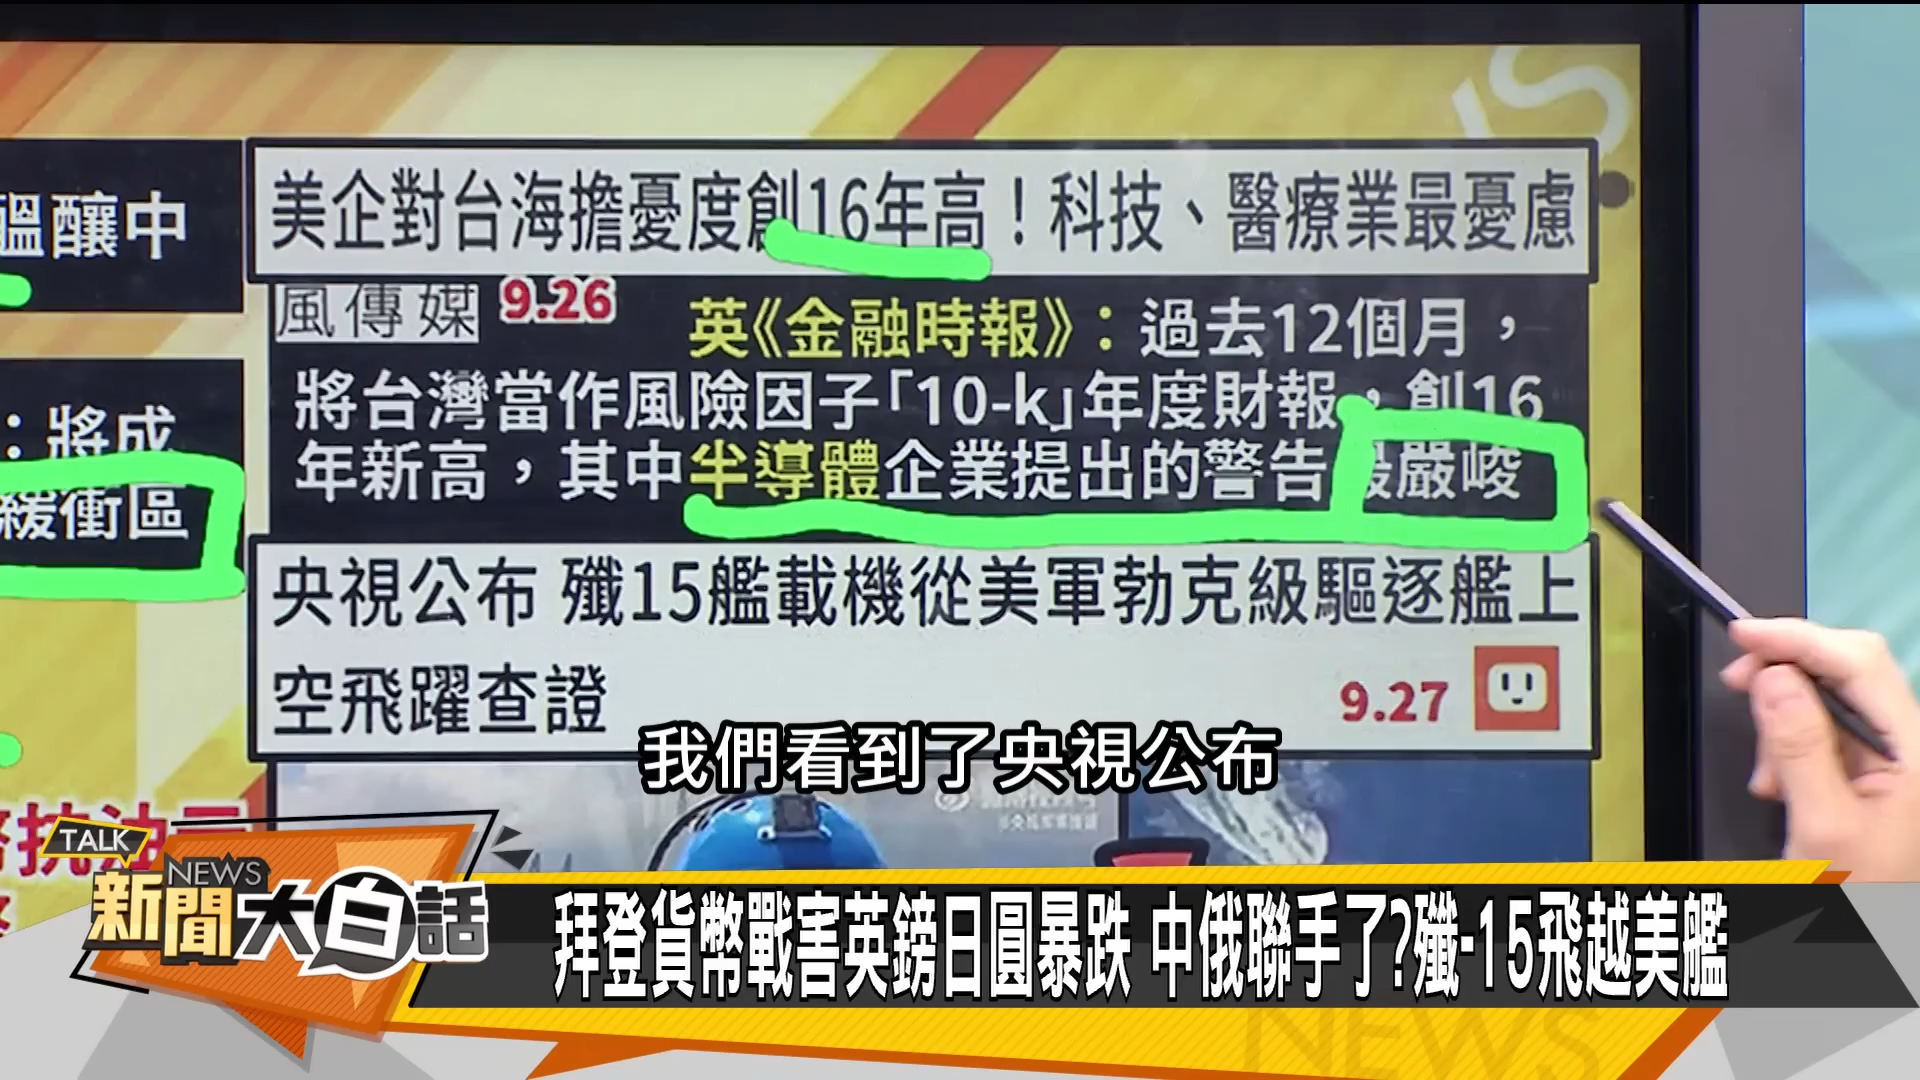 醞釀中
美企對台海擔憂度創16年高！科技、醫療業最憂慮
風傳媒 9.26
英《金融時報》：過去12個月，
將台灣當作風險因子「10-k」年度財報，創16
年新高，其中半導體企業提出的警告最嚴峻
：將成
緩衝區
央視公布 殲15艦載機從美軍勃克級驅逐艦上
空飛躍查證
9.27
我們看到了央視公布
TALK
NEWS
新聞大白話
拜登貨幣戰害英鎊日圓暴跌 中俄聯手了?殲-15飛越美艦
NEWS